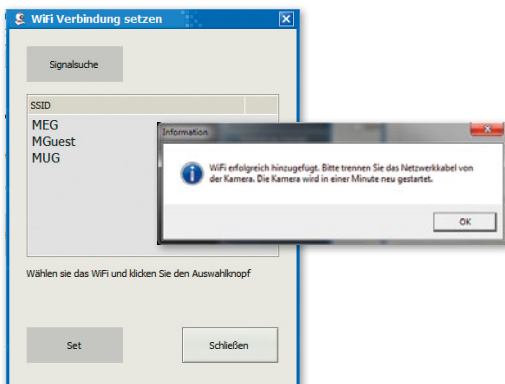 WiFi Verbindung setzen
Signalsuche
SSID
MEG
MGuest
MUG
Information
WiFi erfolgreich hinzugefügt. Bitte trennen Sie das Netzwerkkabel von
der Kamera. Die Kamera wird in einer Minute neu gestartet.
OK
Wählen sie das WiFi und klicken Sie den Auswahlknopf
Set
Schließen